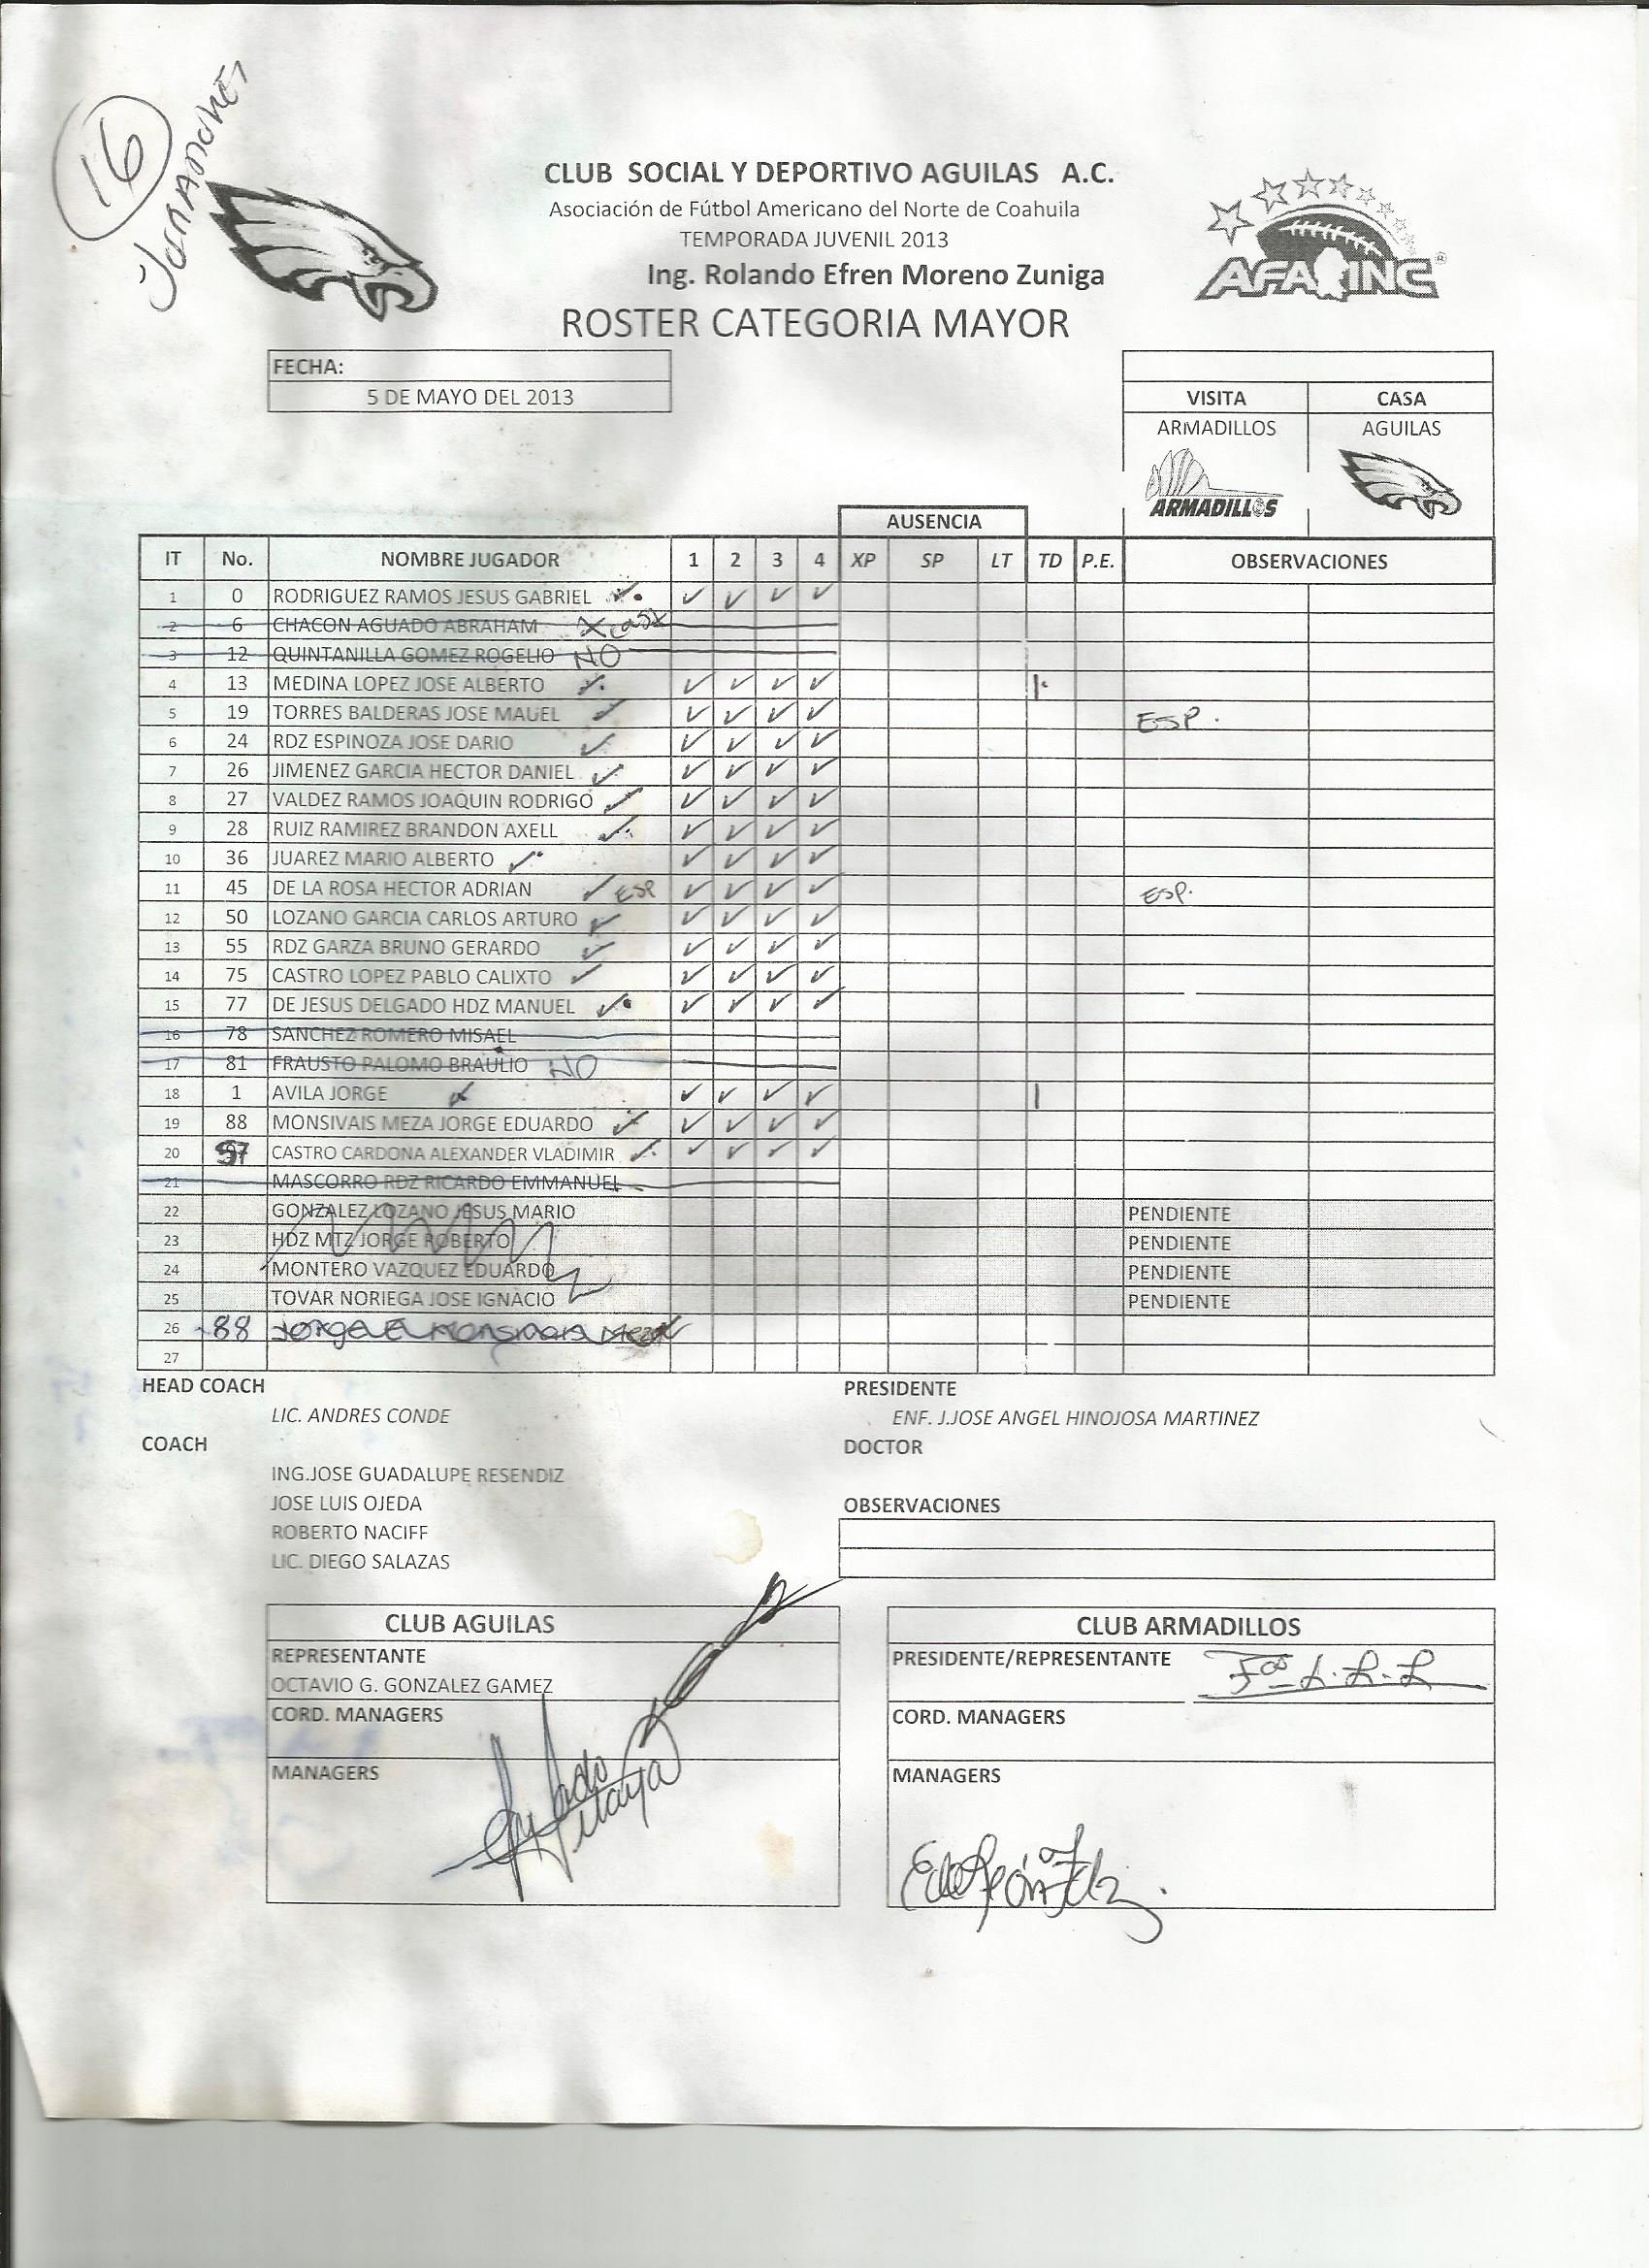 16
JUGADORES
CLUB SOCIAL Y DEPORTIVO AGUILAS A.C.
Asociación de Fútbol Americano del Norte de Coahuila
TEMPORADA JUVENIL 2013
Ing. Rolando Efren Moreno Zuniga
ROSTER CATEGORIA MAYOR
AFA INC ®
FECHA:
5 DE MAYO DEL 2013
VISITA CASA
ARMADILLOS AGUILAS
ARMADILLOS
AUSENCIA
IT No. NOMBRE JUGADOR 1 2 3 4 XP SP LT TD P.E. OBSERVACIONES
1 0 RODRIGUEZ RAMOS JESUS GABRIEL ✓ ✓ ✓ ✓ ✓
2 6 CHACON AGUADO ABRAHAM
3 12 QUINTANILLA GOMEZ ROGELIO NO
4 13 MEDINA LOPEZ JOSE ALBERTO ✓ ✓ ✓ ✓ ✓ 1
5 19 TORRES BALDERAS JOSE MAUEL ✓ ✓ ✓ ✓ ✓ ESP.
6 24 RDZ ESPINOZA JOSE DARIO ✓ ✓ ✓ ✓ ✓
7 26 JIMENEZ GARCIA HECTOR DANIEL ✓ ✓ ✓ ✓ ✓
8 27 VALDEZ RAMOS JOAQUIN RODRIGO ✓ ✓ ✓ ✓ ✓
9 28 RUIZ RAMIREZ BRANDON AXELL ✓ ✓ ✓ ✓ ✓
10 36 JUAREZ MARIO ALBERTO ✓ ✓ ✓ ✓ ✓
11 45 DE LA ROSA HECTOR ADRIAN ✓ ESP ✓ ✓ ✓ ✓ ESP.
12 50 LOZANO GARCIA CARLOS ARTURO ✓ ✓ ✓ ✓ ✓
13 55 RDZ GARZA BRUNO GERARDO ✓ ✓ ✓ ✓ ✓
14 75 CASTRO LOPEZ PABLO CALIXTO ✓ ✓ ✓ ✓ ✓
15 77 DE JESUS DELGADO HDZ MANUEL ✓ ✓ ✓ ✓ ✓
16 78 SANCHEZ ROMERO MISAEL
17 81 FRAUSTO PALOMO BRAULIO NO
18 1 AVILA JORGE ✓ ✓ ✓ ✓ ✓ 1
19 88 MONSIVAIS MEZA JORGE EDUARDO ✓ ✓ ✓ ✓ ✓
20 57 CASTRO CARDONA ALEXANDER VLADIMIR ✓ ✓ ✓ ✓ ✓
21 MASCORRO RDZ RICARDO EMMANUEL
22 GONZALEZ LOZANO JESUS MARIO PENDIENTE
23 HDZ MTZ JORGE ROBERTO PENDIENTE
24 MONTERO VAZQUEZ EDUARDO PENDIENTE
25 TOVAR NORIEGA JOSE IGNACIO PENDIENTE
26 88 Jorge E Monsivais Meza
27
HEAD COACH PRESIDENTE
LIC. ANDRES CONDE ENF. J.JOSE ANGEL HINOJOSA MARTINEZ
COACH DOCTOR
ING.JOSE GUADALUPE RESENDIZ
JOSE LUIS OJEDA OBSERVACIONES
ROBERTO NACIFF
LIC. DIEGO SALAZAS
CLUB AGUILAS CLUB ARMADILLOS
REPRESENTANTE PRESIDENTE/REPRESENTANTE
OCTAVIO G. GONZALEZ GAMEZ
CORD. MANAGERS CORD. MANAGERS
MANAGERS MANAGERS